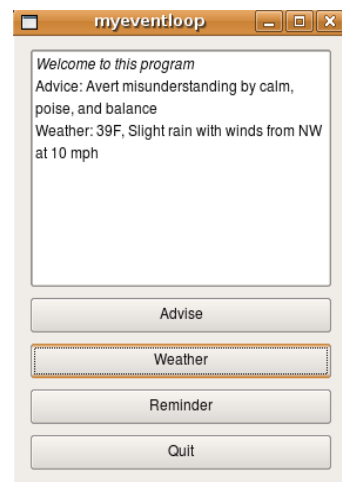 myeventloop
Welcome to this program
Advice: Avert misunderstanding by calm,
poise, and balance
Weather: 39F, Slight rain with winds from NW
at 10 mph
Advise
Weather
Reminder
Quit